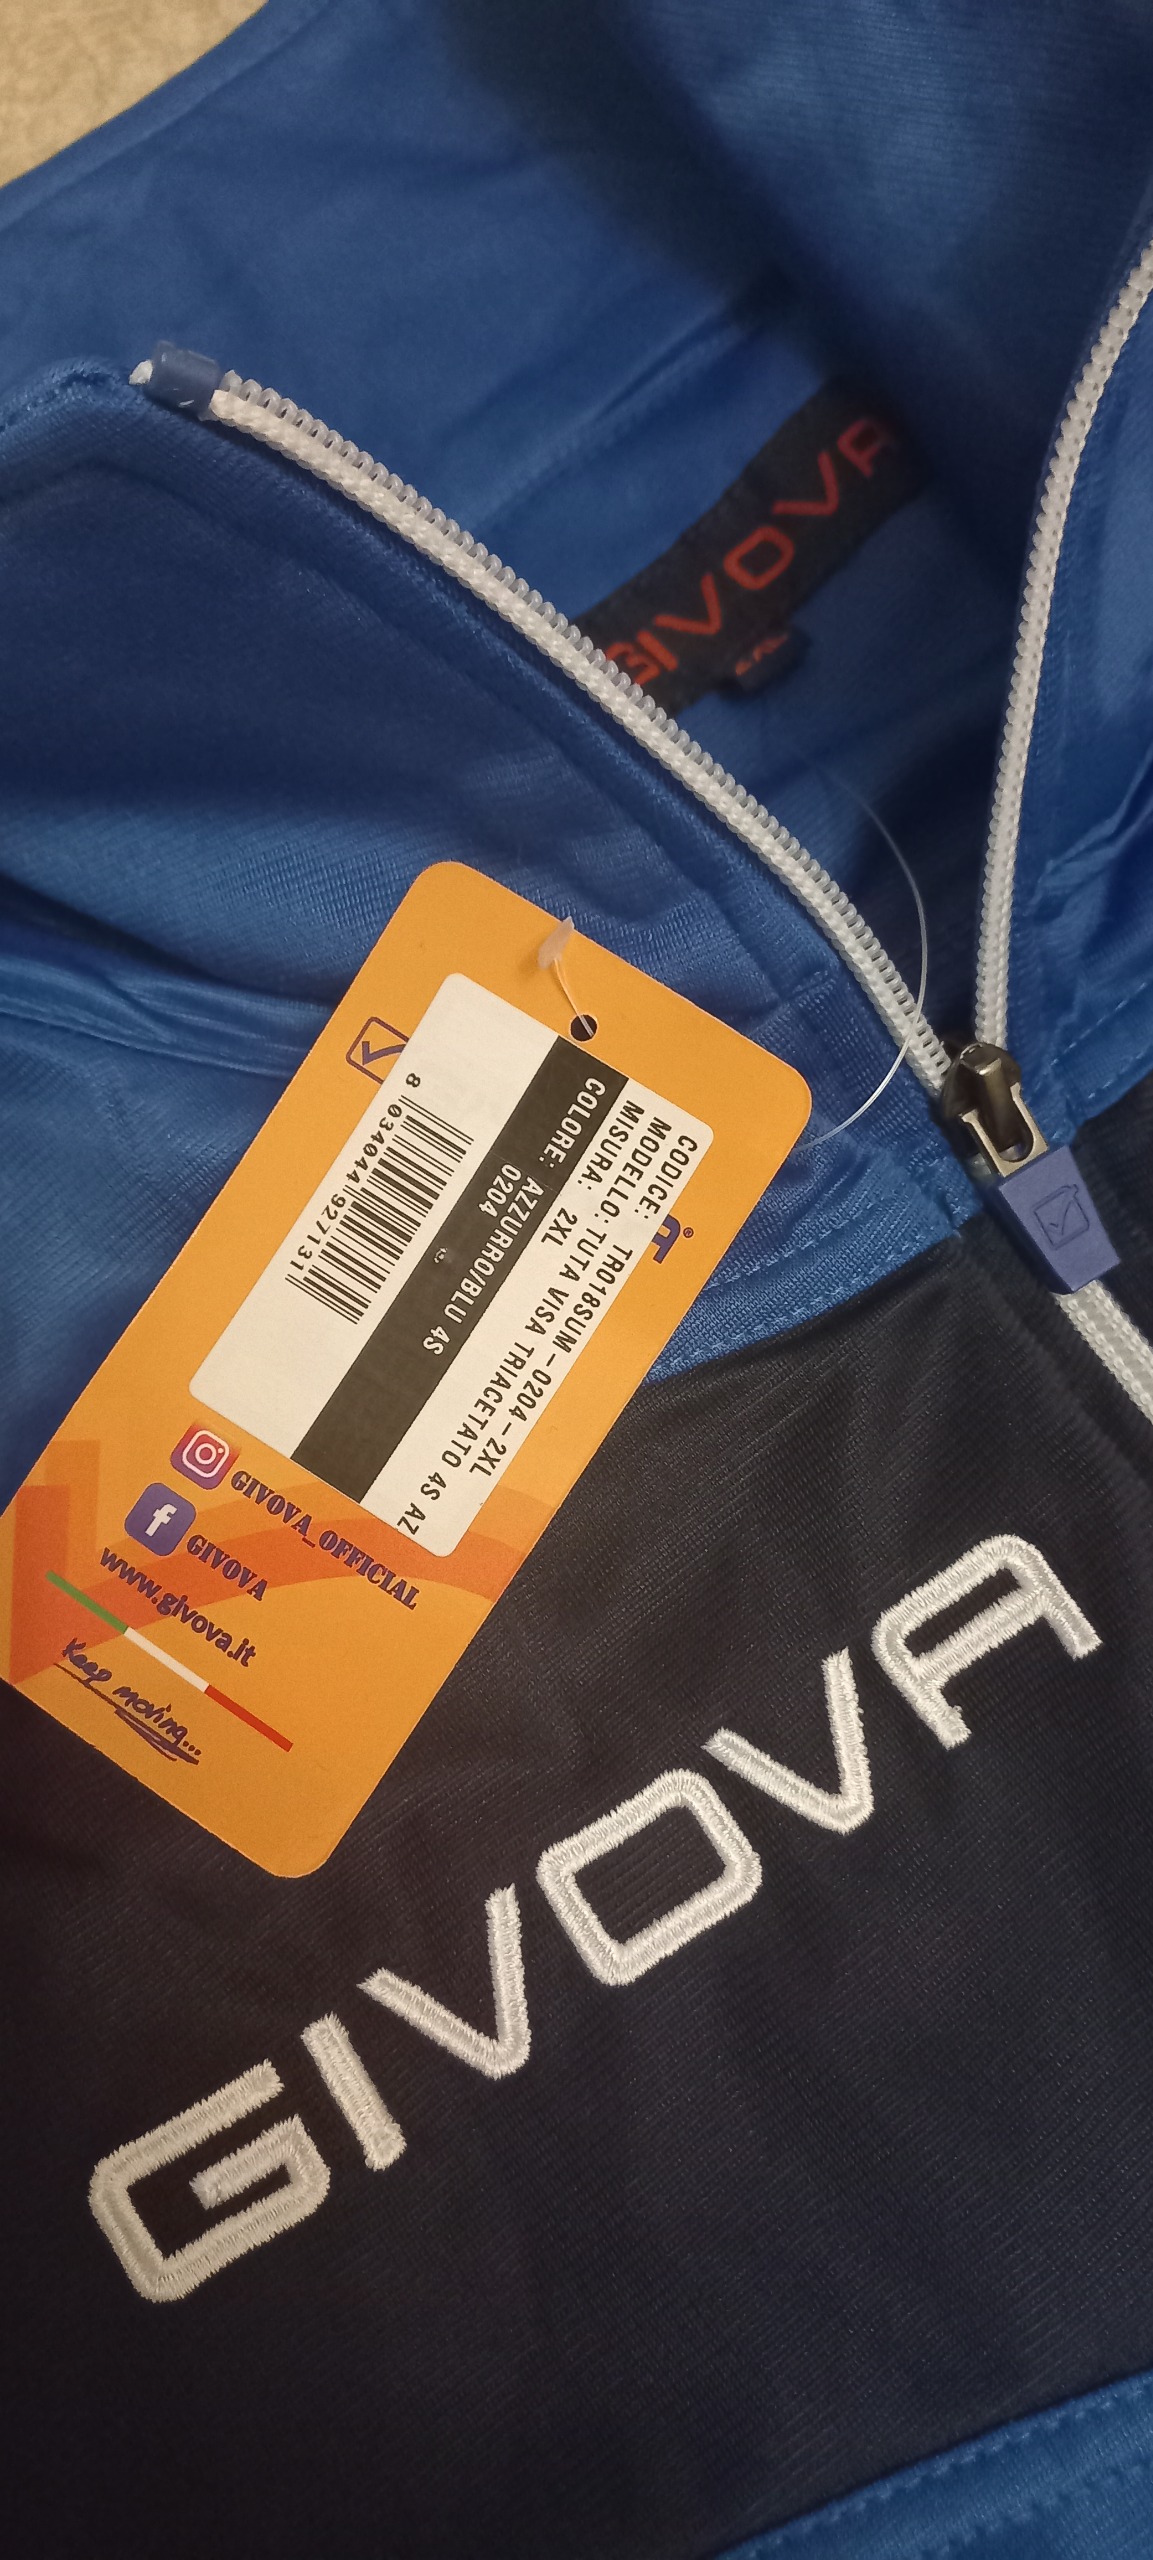 GIVOVA
2XL
CODICE: TR018SUM-0204-2XL
MODELLO: TUTA VISA TRIACETATO 4S AZ
MISURA: 2XL
COLORE: AZZURRO/BLU 4S
0204
8 034044 927131
GIVOVA_OFFICIAL
GIVOVA
www.givova.it
Keep moving...
GIVOVA